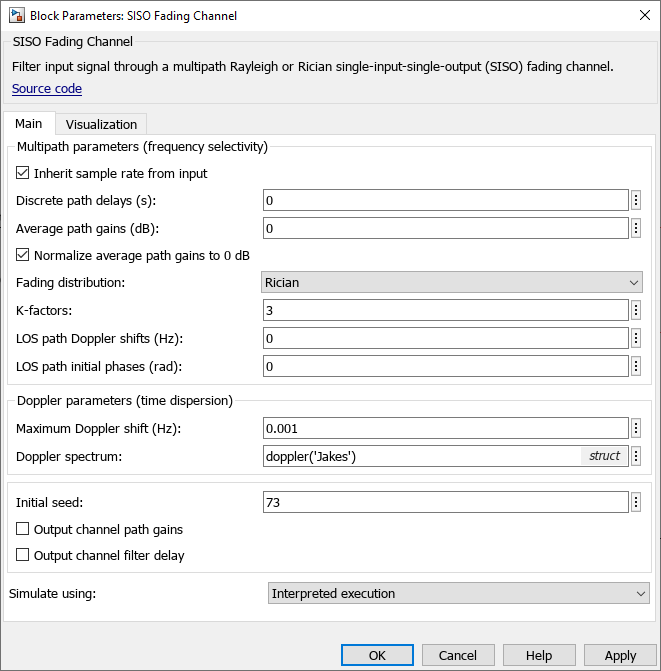 Block Parameters: SISO Fading Channel
SISO Fading Channel
Filter input signal through a multipath Rayleigh or Rician single-input-single-output (SISO) fading channel.
Source code
Main Visualization
Multipath parameters (frequency selectivity)
Inherit sample rate from input
Discrete path delays (s): 0
Average path gains (dB): 0
Normalize average path gains to 0 dB
Fading distribution: Rician
K-factors: 3
LOS path Doppler shifts (Hz): 0
LOS path initial phases (rad): 0
Doppler parameters (time dispersion)
Maximum Doppler shift (Hz): 0.001
Doppler spectrum: doppler('Jakes') struct
Initial seed: 73
Output channel path gains
Output channel filter delay
Simulate using: Interpreted execution
OK Cancel Help Apply